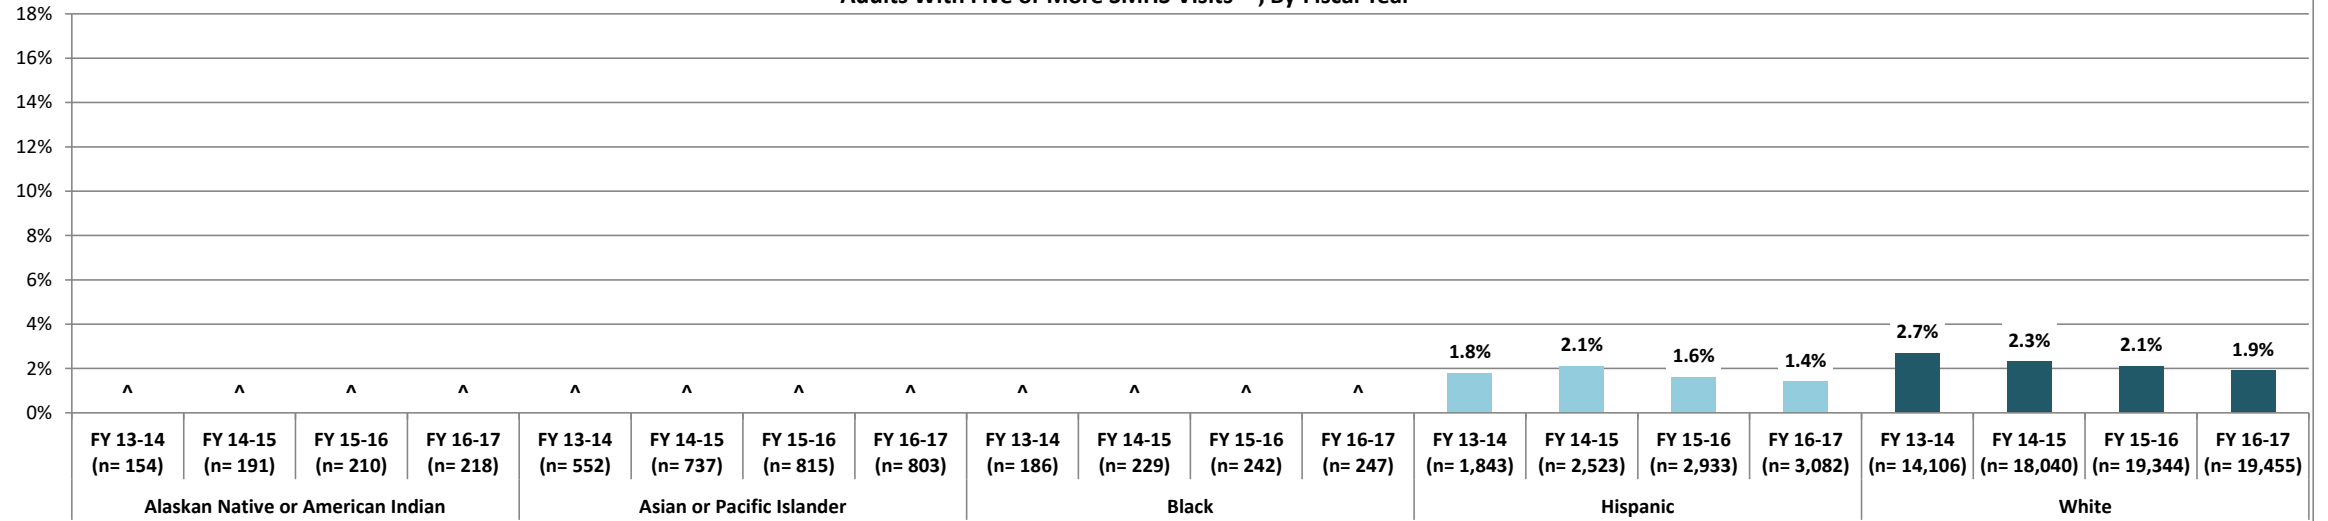 18%
16%
14%
12%
10%
8%
6%
4%
2%
0%
^ ^ ^ ^ ^ ^ ^ ^ ^ ^ ^ ^ 1.8% 2.1% 1.6% 1.4% 2.7% 2.3% 2.1% 1.9%
FY 13-14 FY 14-15 FY 15-16 FY 16-17 FY 13-14 FY 14-15 FY 15-16 FY 16-17 FY 13-14 FY 14-15 FY 15-16 FY 16-17 FY 13-14 FY 14-15 FY 15-16 FY 16-17 FY 13-14 FY 14-15 FY 15-16 FY 16-17
(n= 154) (n= 191) (n= 210) (n= 218) (n= 552) (n= 737) (n= 815) (n= 803) (n= 186) (n= 229) (n= 242) (n= 247) (n= 1,843) (n= 2,523) (n= 2,933) (n= 3,082) (n= 14,106) (n= 18,040) (n= 19,344) (n= 19,455)
Alaskan Native or American Indian Asian or Pacific Islander Black Hispanic White